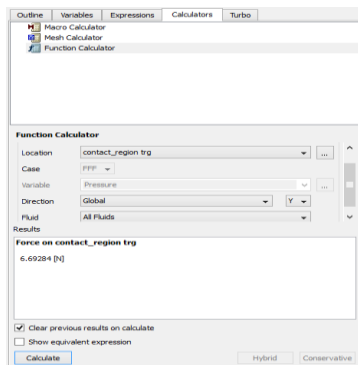 Outline Variables Expressions Calculators Turbo
Macro Calculator
Mesh Calculator
Function Calculator
Function Calculator
Location contact_region trg ...
Case FFF
Variable Pressure ...
Direction Global Y
Fluid All Fluids
Results
Force on contact_region trg
6.69284 [N]
Clear previous results on calculate
Show equivalent expression
Calculate Hybrid Conservative